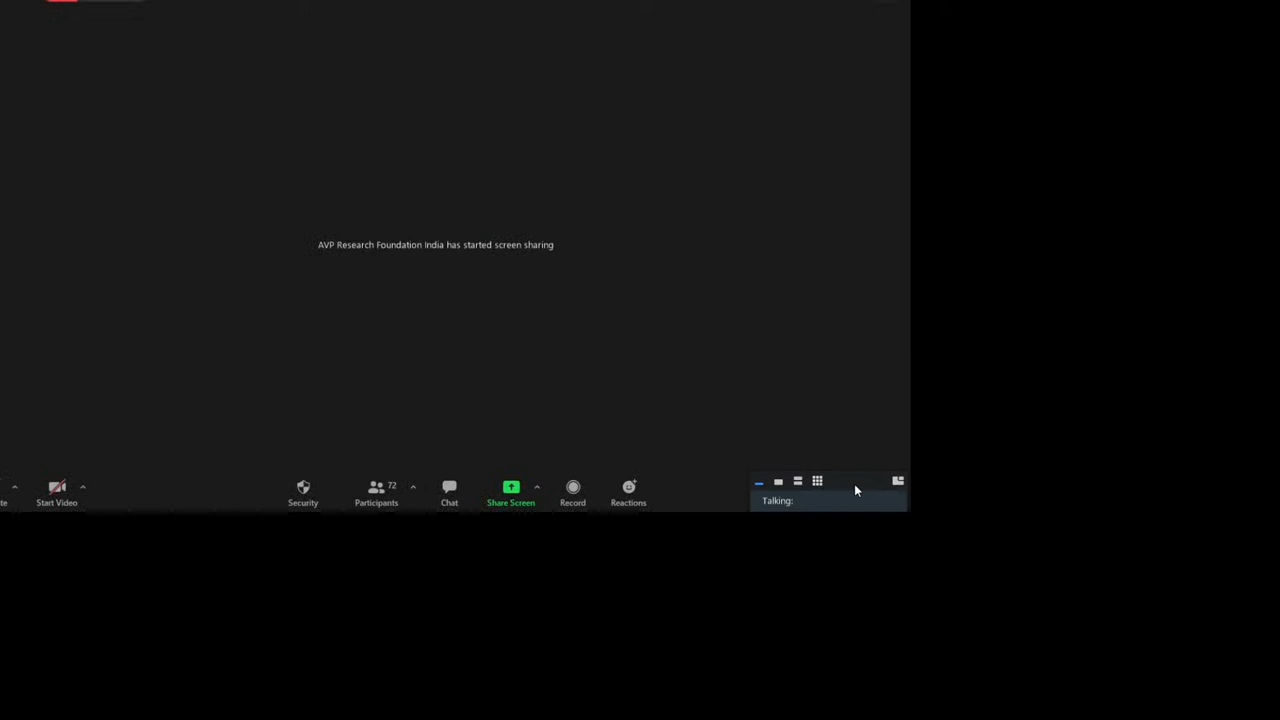 AVP Research Foundation India has started screen sharing
te
Start Video
Security
72
Participants
Chat
Share Screen
Record
Reactions
Talking: